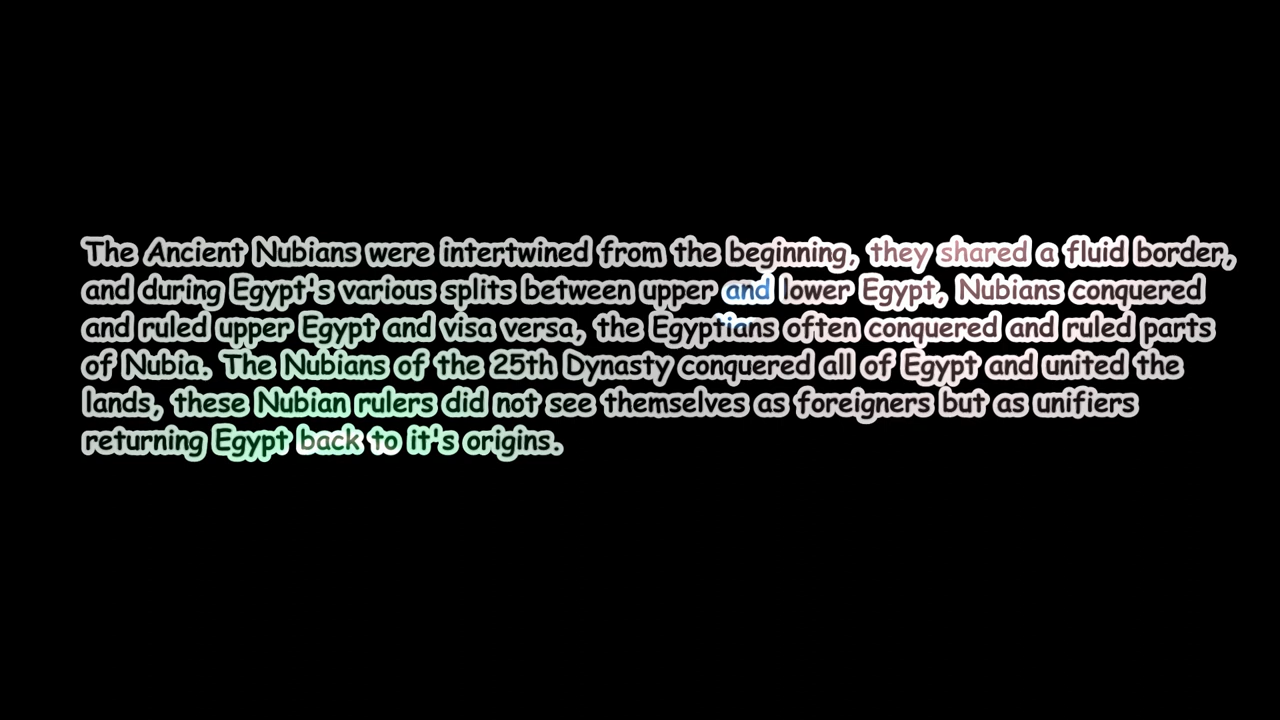 The Ancient Nubians were intertwined from the beginning, they shared a fluid border,
and during Egypt's various splits between upper and lower Egypt, Nubians conquered
and ruled upper Egypt and visa versa, the Egyptians often conquered and ruled parts
of Nubia. The Nubians of the 25th Dynasty conquered all of Egypt and united the
lands, these Nubian rulers did not see themselves as foreigners but as unifiers
returning Egypt back to it's origins.